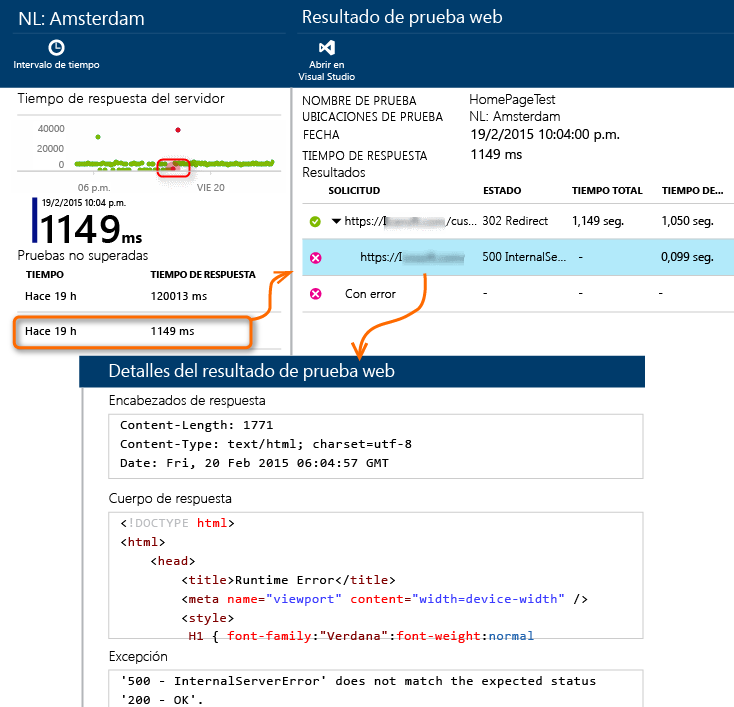 NL: Amsterdam
Intervalo de tiempo
Tiempo de respuesta del servidor
40000
20000
0
06 p.m.
VIE 20
19/2/2015 10:04 p.m.
1149 ms
Pruebas no superadas
TIEMPO TIEMPO DE RESPUESTA
Hace 19 h 120013 ms
Hace 19 h 1149 ms
Resultado de prueba web
Abrir en
Visual Studio
NOMBRE DE PRUEBA HomePageTest
UBICACIONES DE PRUEBA NL: Amsterdam
FECHA 19/2/2015 10:04:00 p.m.
TIEMPO DE RESPUESTA 1149 ms
Resultados
SOLICITUD ESTADO TIEMPO TOTAL TIEMPO DE...
https:// /cus... 302 Redirect 1,149 seg. 1,050 seg.
https:// 500 InternalSe... - 0,099 seg.
Con error - - -
Detalles del resultado de prueba web
Encabezados de respuesta
Content-Length: 1771
Content-Type: text/html; charset=utf-8
Date: Fri, 20 Feb 2015 06:04:57 GMT
Cuerpo de respuesta
<!DOCTYPE html>
<html>
<head>
<title>Runtime Error</title>
<meta name="viewport" content="width=device-width" />
<style>
H1 { font-family:"Verdana":font-weight:normal
Excepción
'500 - InternalServerError' does not match the expected status
'200 - OK'.